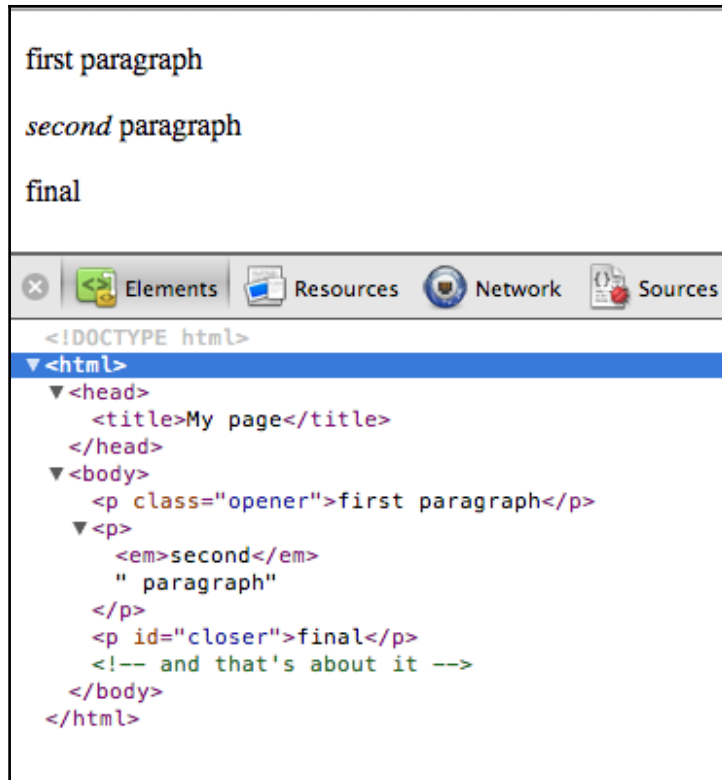 first paragraph
second paragraph
final
Elements Resources Network Sources
<!DOCTYPE html>
▼<html>
▼<head>
<title>My page</title>
</head>
▼<body>
<p class="opener">first paragraph</p>
▼<p>
<em>second</em>
" paragraph"
</p>
<p id="closer">final</p>
<!-- and that's about it -->
</body>
</html>